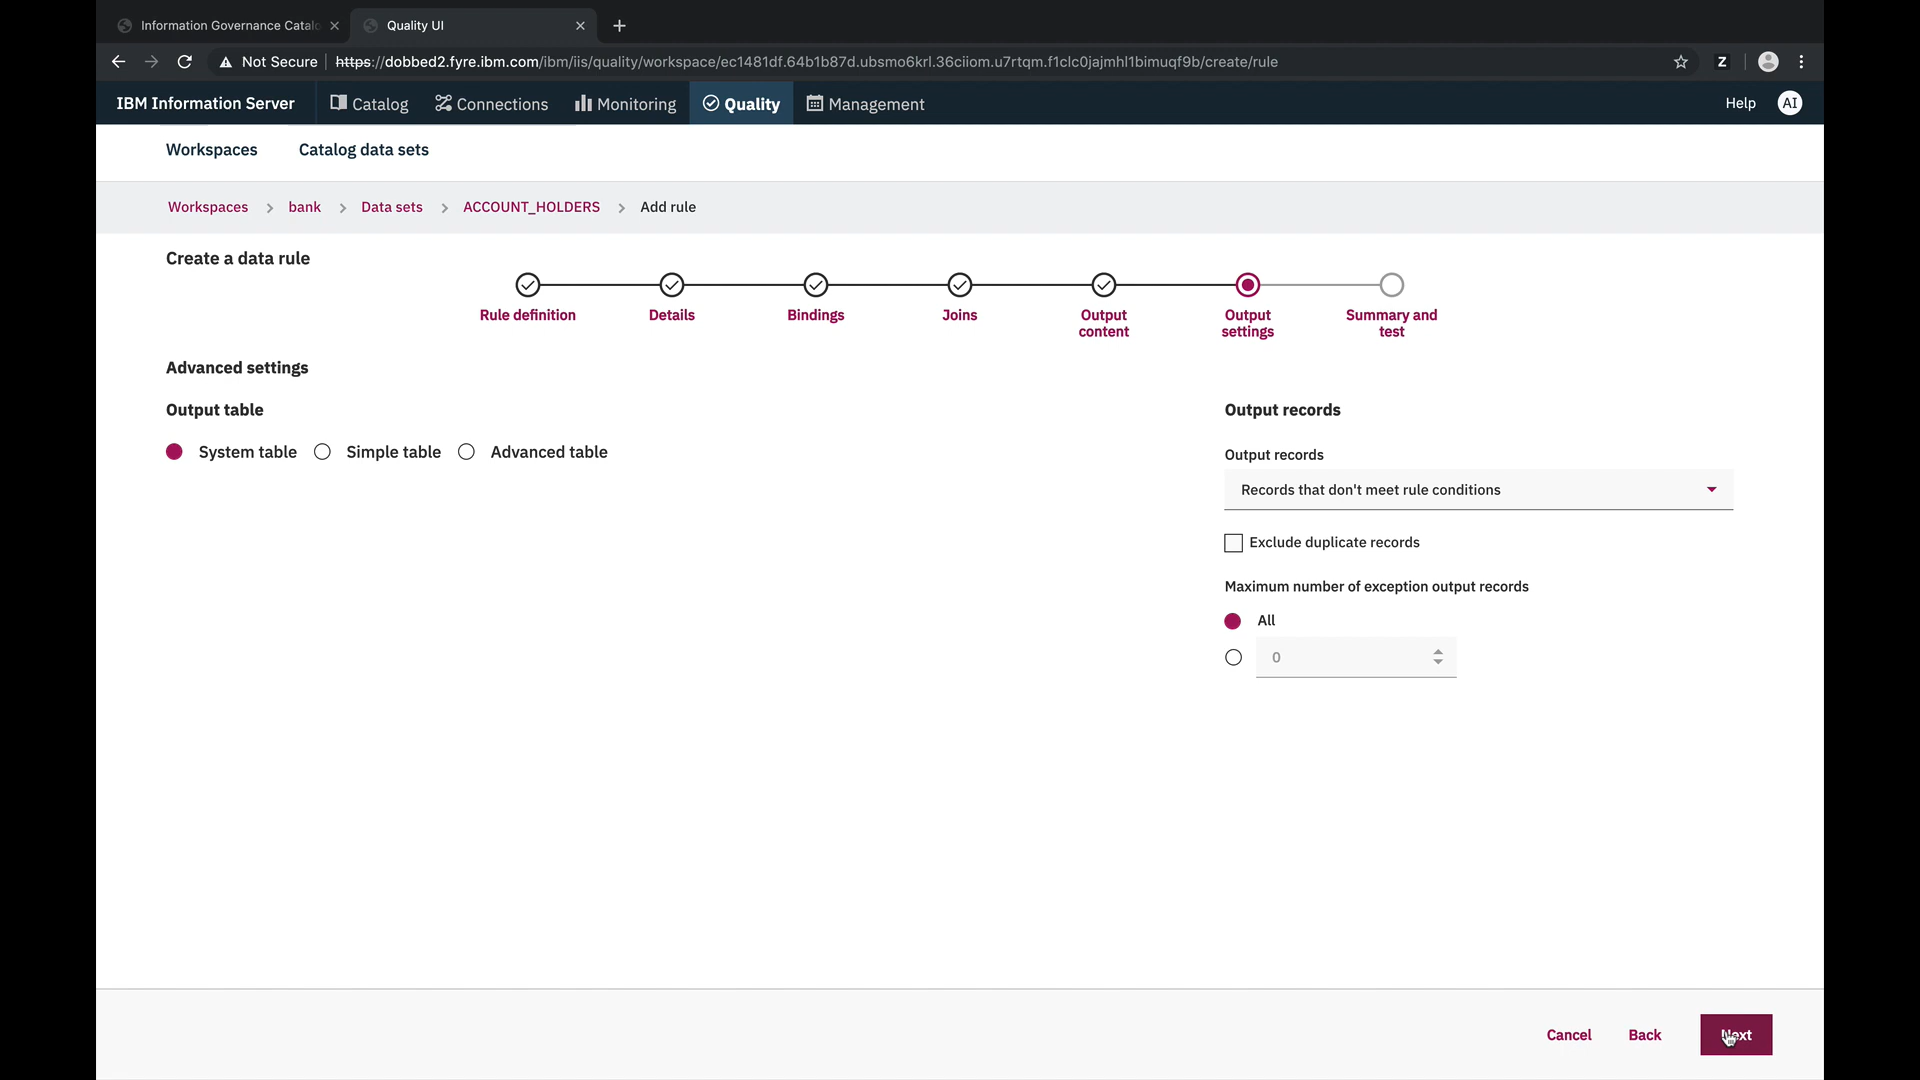 Information Governance Catalo
Quality UI
Not Secure https://dobbed2.fyre.ibm.com/ibm/iis/quality/workspace/ec1481df.64b1b87d.ubsmo6krl.36ciiom.u7rtqm.f1clc0jajmhl1bimuqf9b/create/rule
Z
IBM Information Server
Catalog
Connections
Monitoring
Quality
Management
Help
AI
Workspaces
Catalog data sets
Workspaces > bank > Data sets > ACCOUNT_HOLDERS > Add rule
Create a data rule
Rule definition
Details
Bindings
Joins
Output
content
Output
settings
Summary and
test
Advanced settings
Output table
System table
Simple table
Advanced table
Output records
Output records
Records that don't meet rule conditions
Exclude duplicate records
Maximum number of exception output records
All
0
Cancel
Back
Next